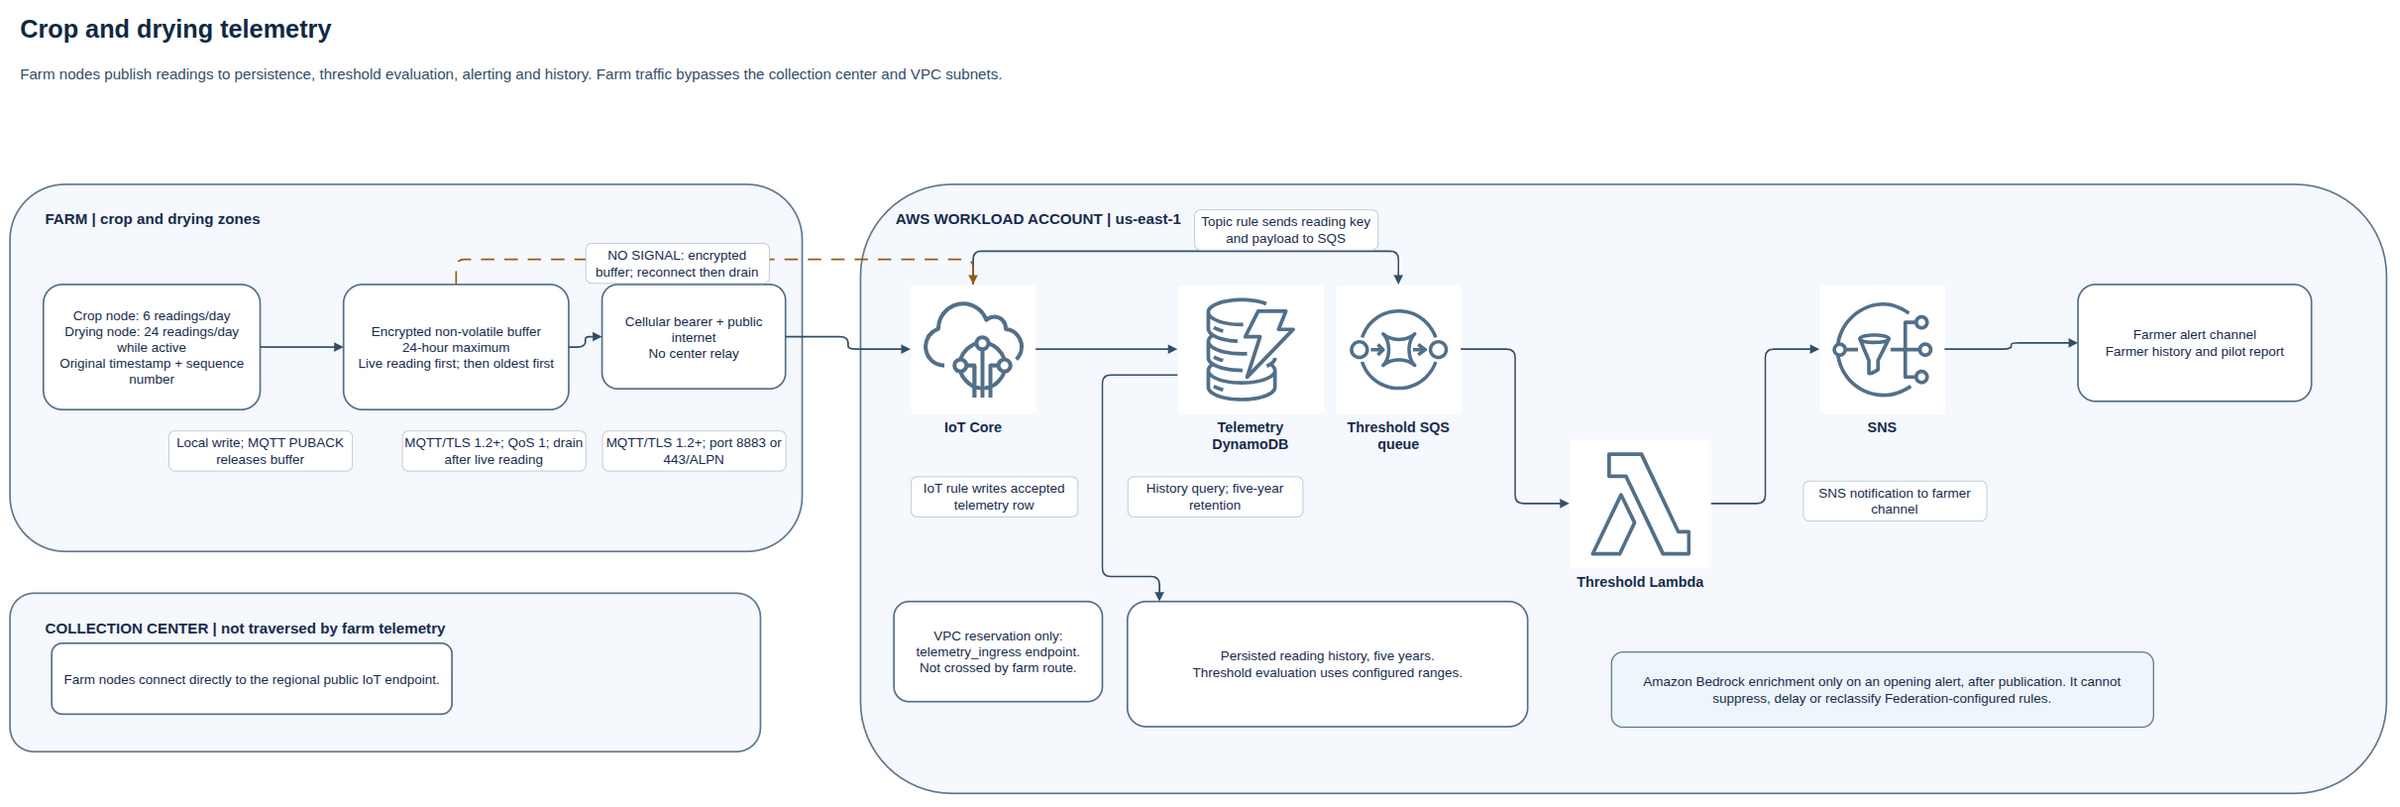 Crop and drying telemetry
Farm nodes publish readings to persistence, threshold evaluation, alerting and history. Farm traffic bypasses the collection center and VPC subnets.
FARM | crop and drying zones
NO SIGNAL: encrypted
buffer; reconnect then drain
Crop node: 6 readings/day
Drying node: 24 readings/day
while active
Original timestamp + sequence
number
Encrypted non-volatile buffer
24-hour maximum
Live reading first; then oldest first
Cellular bearer + public
internet
No center relay
Local write; MQTT PUBACK
releases buffer
MQTT/TLS 1.2+; QoS 1; drain
after live reading
MQTT/TLS 1.2+; port 8883 or
443/ALPN
COLLECTION CENTER | not traversed by farm telemetry
Farm nodes connect directly to the regional public IoT endpoint.
AWS WORKLOAD ACCOUNT | us-east-1
Topic rule sends reading key
and payload to SQS
IoT Core
Telemetry
DynamoDB
Threshold SQS
queue
SNS
Farmer alert channel
Farmer history and pilot report
IoT rule writes accepted
telemetry row
History query; five-year
retention
SNS notification to farmer
channel
Threshold Lambda
VPC reservation only:
telemetry_ingress endpoint.
Not crossed by farm route.
Persisted reading history, five years.
Threshold evaluation uses configured ranges.
Amazon Bedrock enrichment only on an opening alert, after publication. It cannot
suppress, delay or reclassify Federation-configured rules.